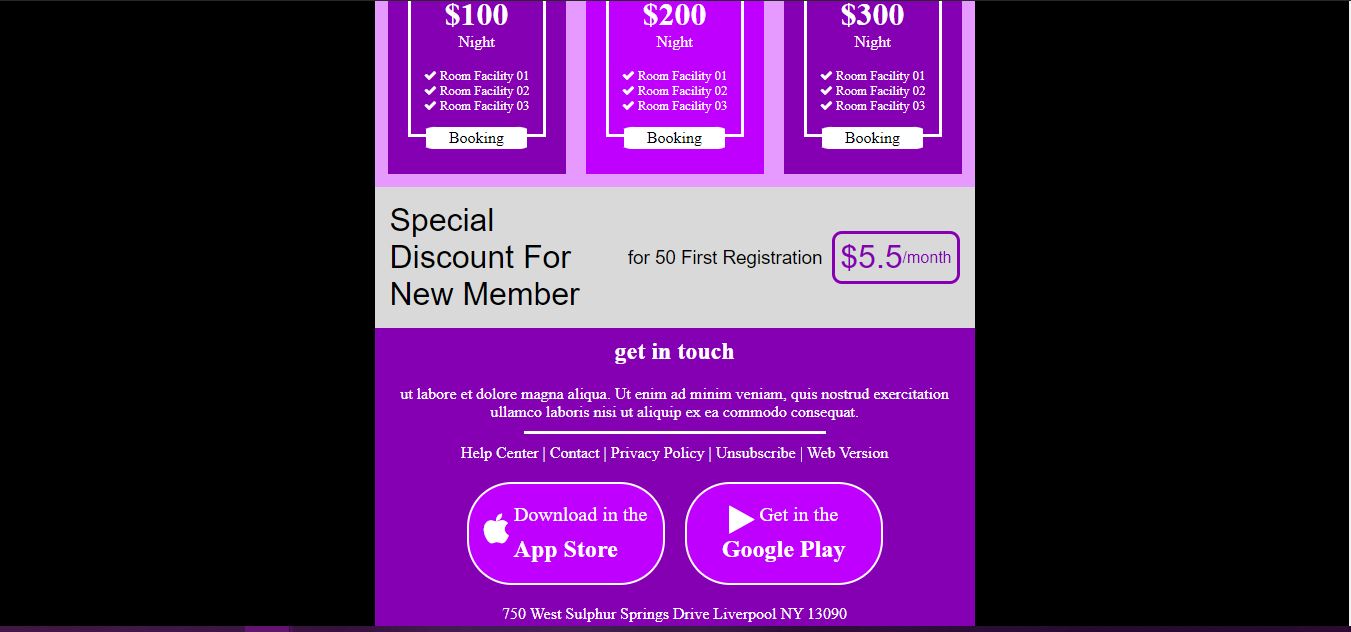 $100
Night
Room Facility 01
Room Facility 02
Room Facility 03
Booking
$200
Night
Room Facility 01
Room Facility 02
Room Facility 03
Booking
$300
Night
Room Facility 01
Room Facility 02
Room Facility 03
Booking
Special
Discount For
New Member
for 50 First Registration
$5.5/month
get in touch
ut labore et dolore magna aliqua. Ut enim ad minim veniam, quis nostrud exercitation
ullamco laboris nisi ut aliquip ex ea commodo consequat.
Help Center | Contact | Privacy Policy | Unsubscribe | Web Version
Download in the
App Store
Get in the
Google Play
750 West Sulphur Springs Drive Liverpool NY 13090